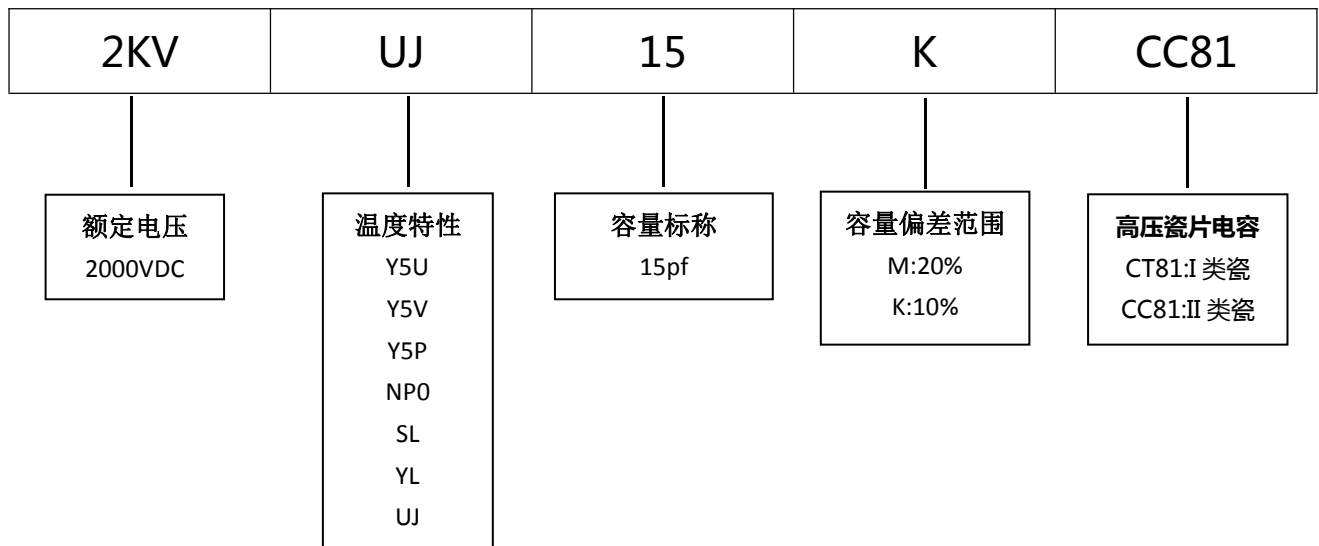 2KV UJ 15 K CC81
额定电压
2000VDC
温度特性
Y5U
Y5V
Y5P
NP0
SL
YL
UJ
容量标称
15pf
容量偏差范围
M:20%
K:10%
高压瓷片电容
CT81:I 类瓷
CC81:II 类瓷